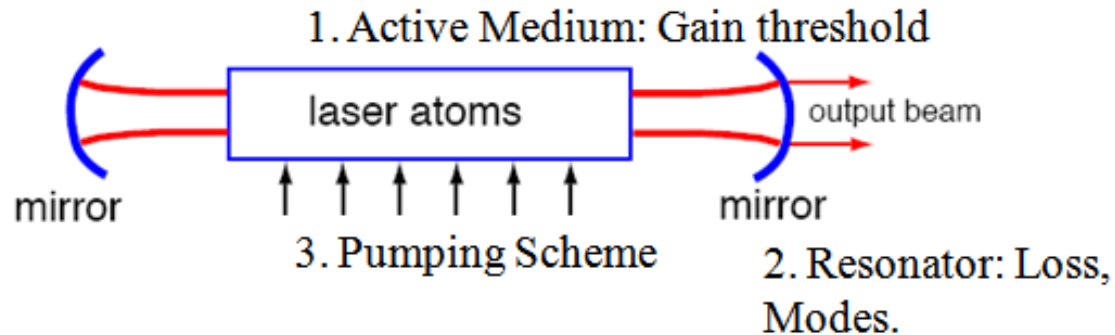 1. Active Medium: Gain threshold
laser atoms
output beam
mirror
mirror
3. Pumping Scheme
2. Resonator: Loss,
Modes.